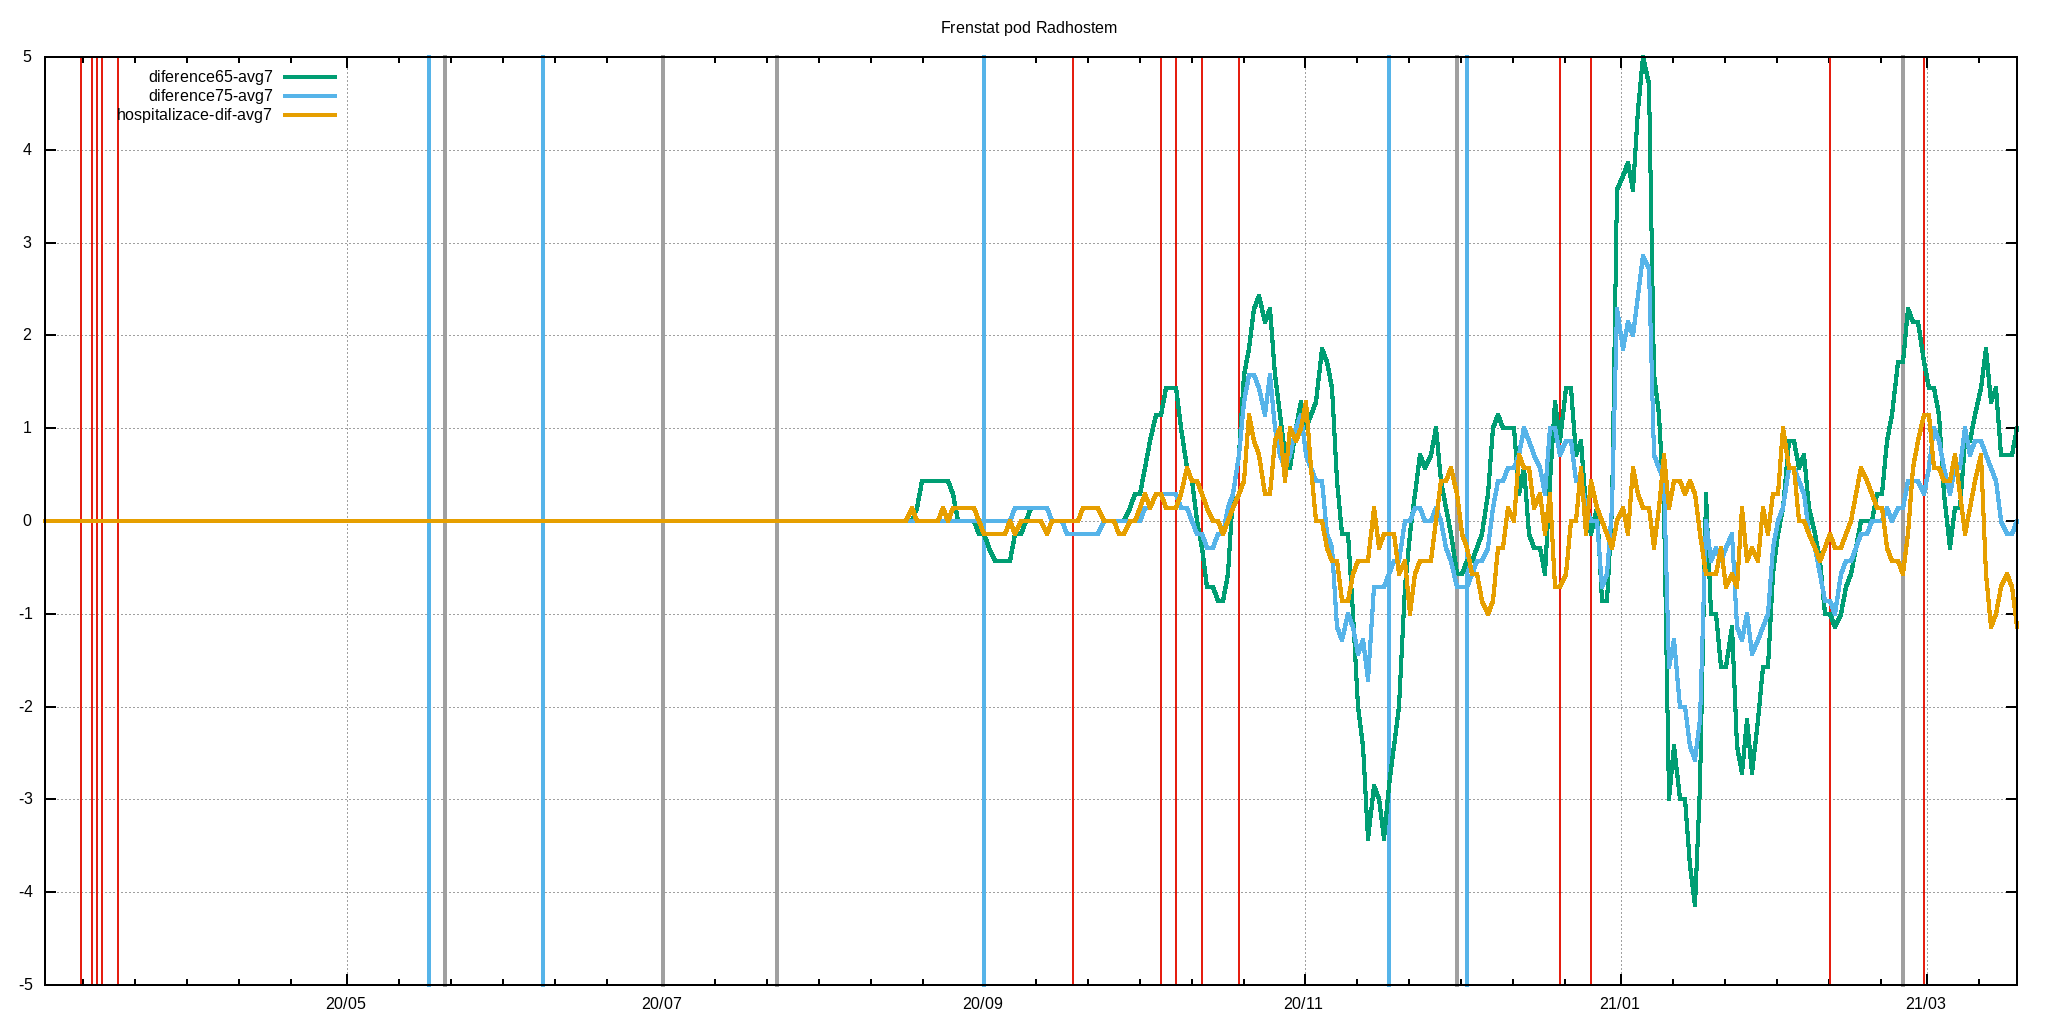 Frenstat pod Radhostem
diference65-avg7
diference75-avg7
hospitalizace-dif-avg7
5
4
3
2
1
0
-1
-2
-3
-4
-5
20/05 20/07 20/09 20/11 21/01 21/03